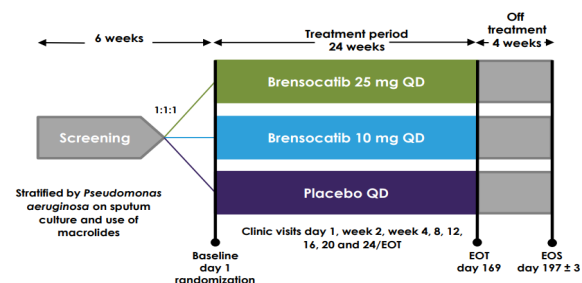 6 weeks
Treatment period
24 weeks
Off
treatment
4 weeks
1:1:1
Screening
Brensocatib 25 mg QD
Brensocatib 10 mg QD
Placebo QD
Stratified by Pseudomonas
aeruginosa on sputum
culture and use of
macrolides
Clinic visits day 1, week 2, week 4, 8, 12,
16, 20 and 24/EOT
Baseline
day 1
randomization
EOT
day 169
EOS
day 197 ± 3